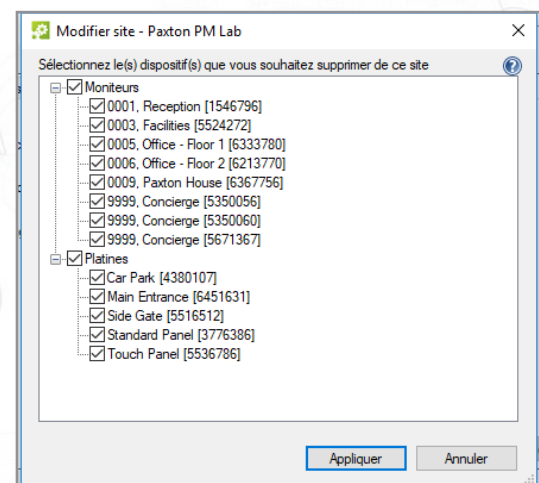 Modifier site - Paxton PM Lab
Sélectionnez le(s) dispositif(s) que vous souhaitez supprimer de ce site
Moniteurs
0001, Reception [1546796]
0003, Facilities [5524272]
0005, Office - Floor 1 [6333780]
0006, Office - Floor 2 [6213770]
0009, Paxton House [6367756]
9999, Concierge [5350056]
9999, Concierge [5350060]
9999, Concierge [5671367]
Platines
Car Park [4380107]
Main Entrance [6451631]
Side Gate [5516512]
Standard Panel [3776386]
Touch Panel [5536786]
Appliquer Annuler